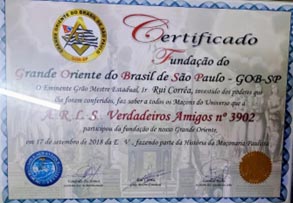 Certificado
Fundação do
Grande Oriente do Brasil de São Paulo - GOB-SP
O Eminente Grão Mestre Estadual, Ir. Rui Corrêa, investido dos poderes que
lhe foram conferidos, faz saber a todos os Maçons do Universo que a
A.R.L.S. Verdadeiros Amigos nº 3902
participou da fundação de nosso Grande Oriente,
em 17 de setembro de 2018 da E. V., fazendo parte da História da Maçonaria Paulista